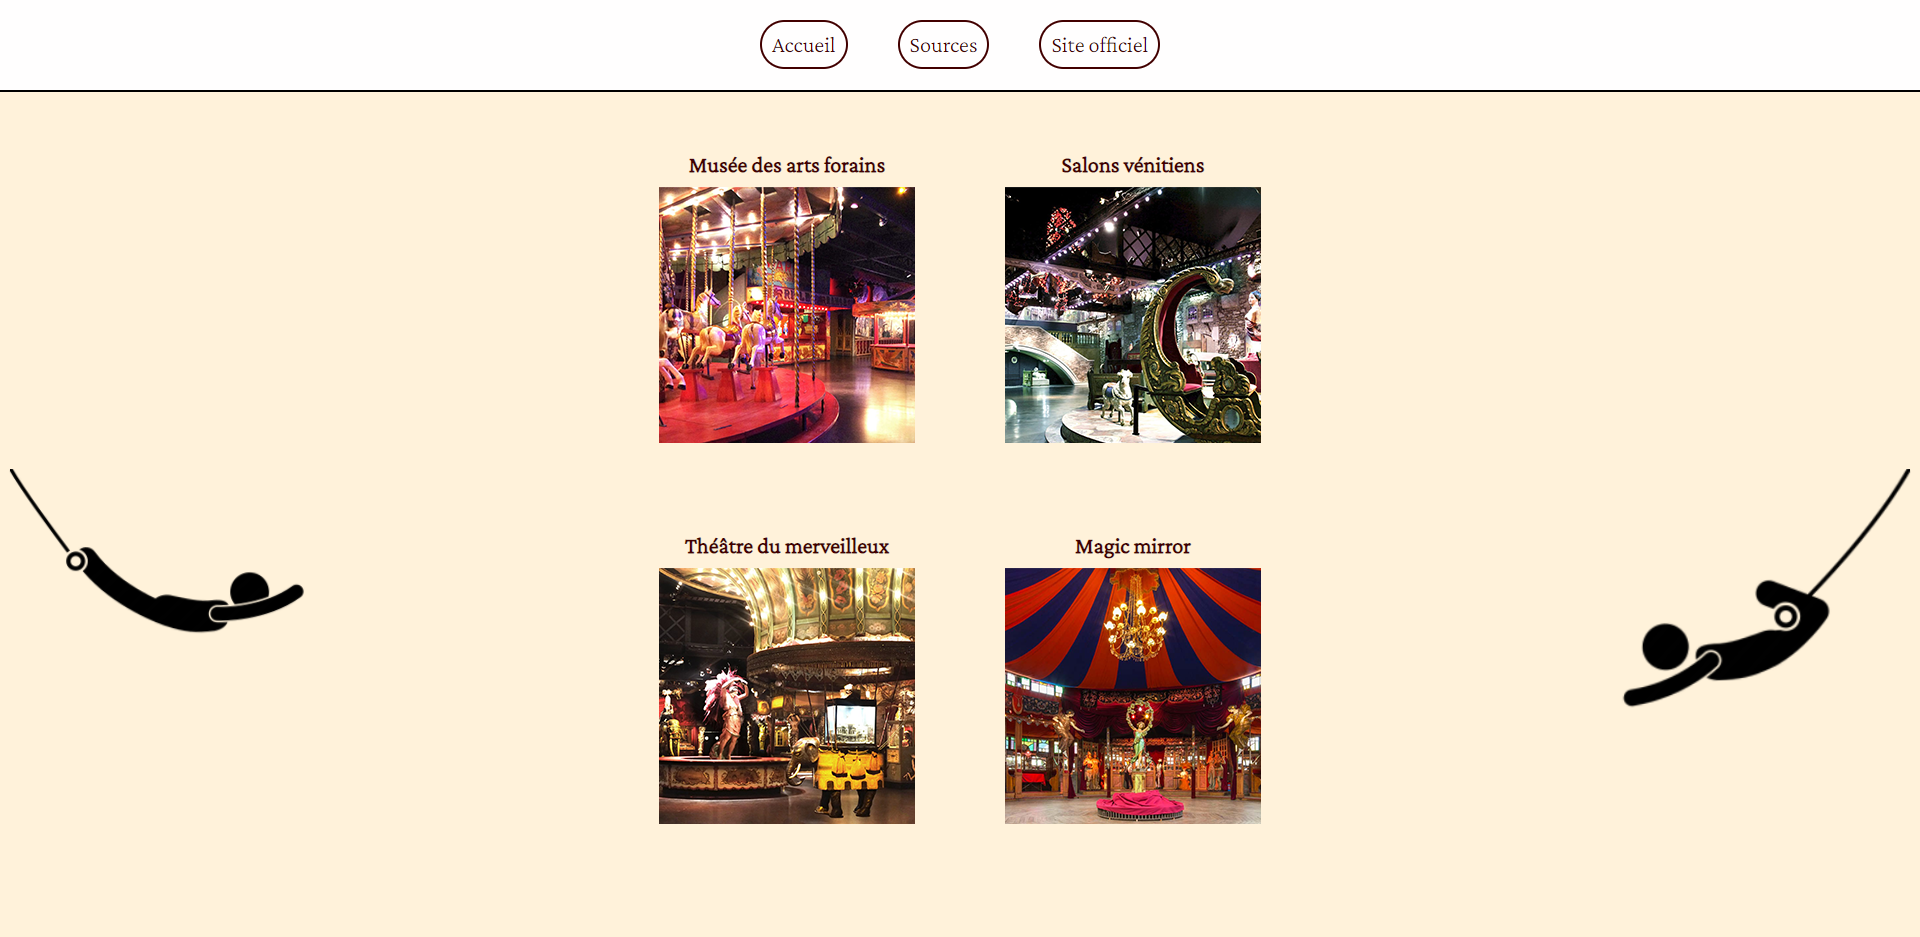 Accueil
Sources
Site officiel
Musée des arts forains
Salons vénitiens
Théâtre du merveilleux
Magic mirror